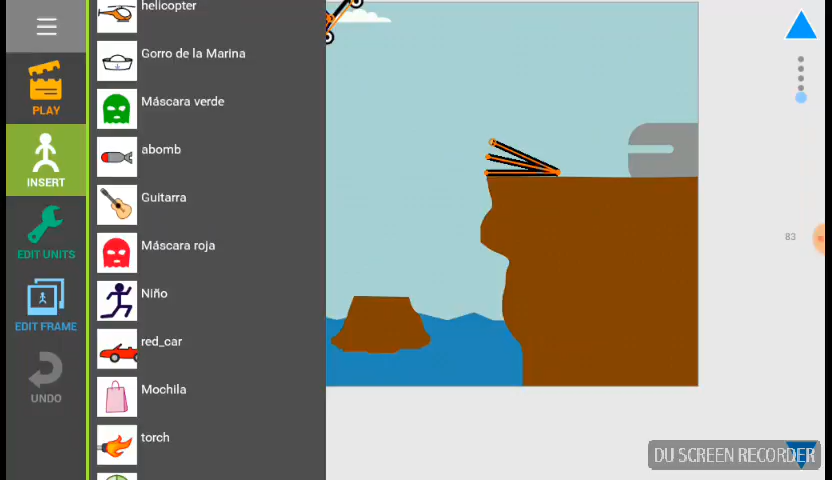 helicopter
Gorro de la Marina
Máscara verde
PLAY
abomb
INSERT
Guitarra
Máscara roja
EDIT UNITS
83
Niño
EDIT FRAME
red_car
Mochila
UNDO
torch
DU SCREEN RECORDER